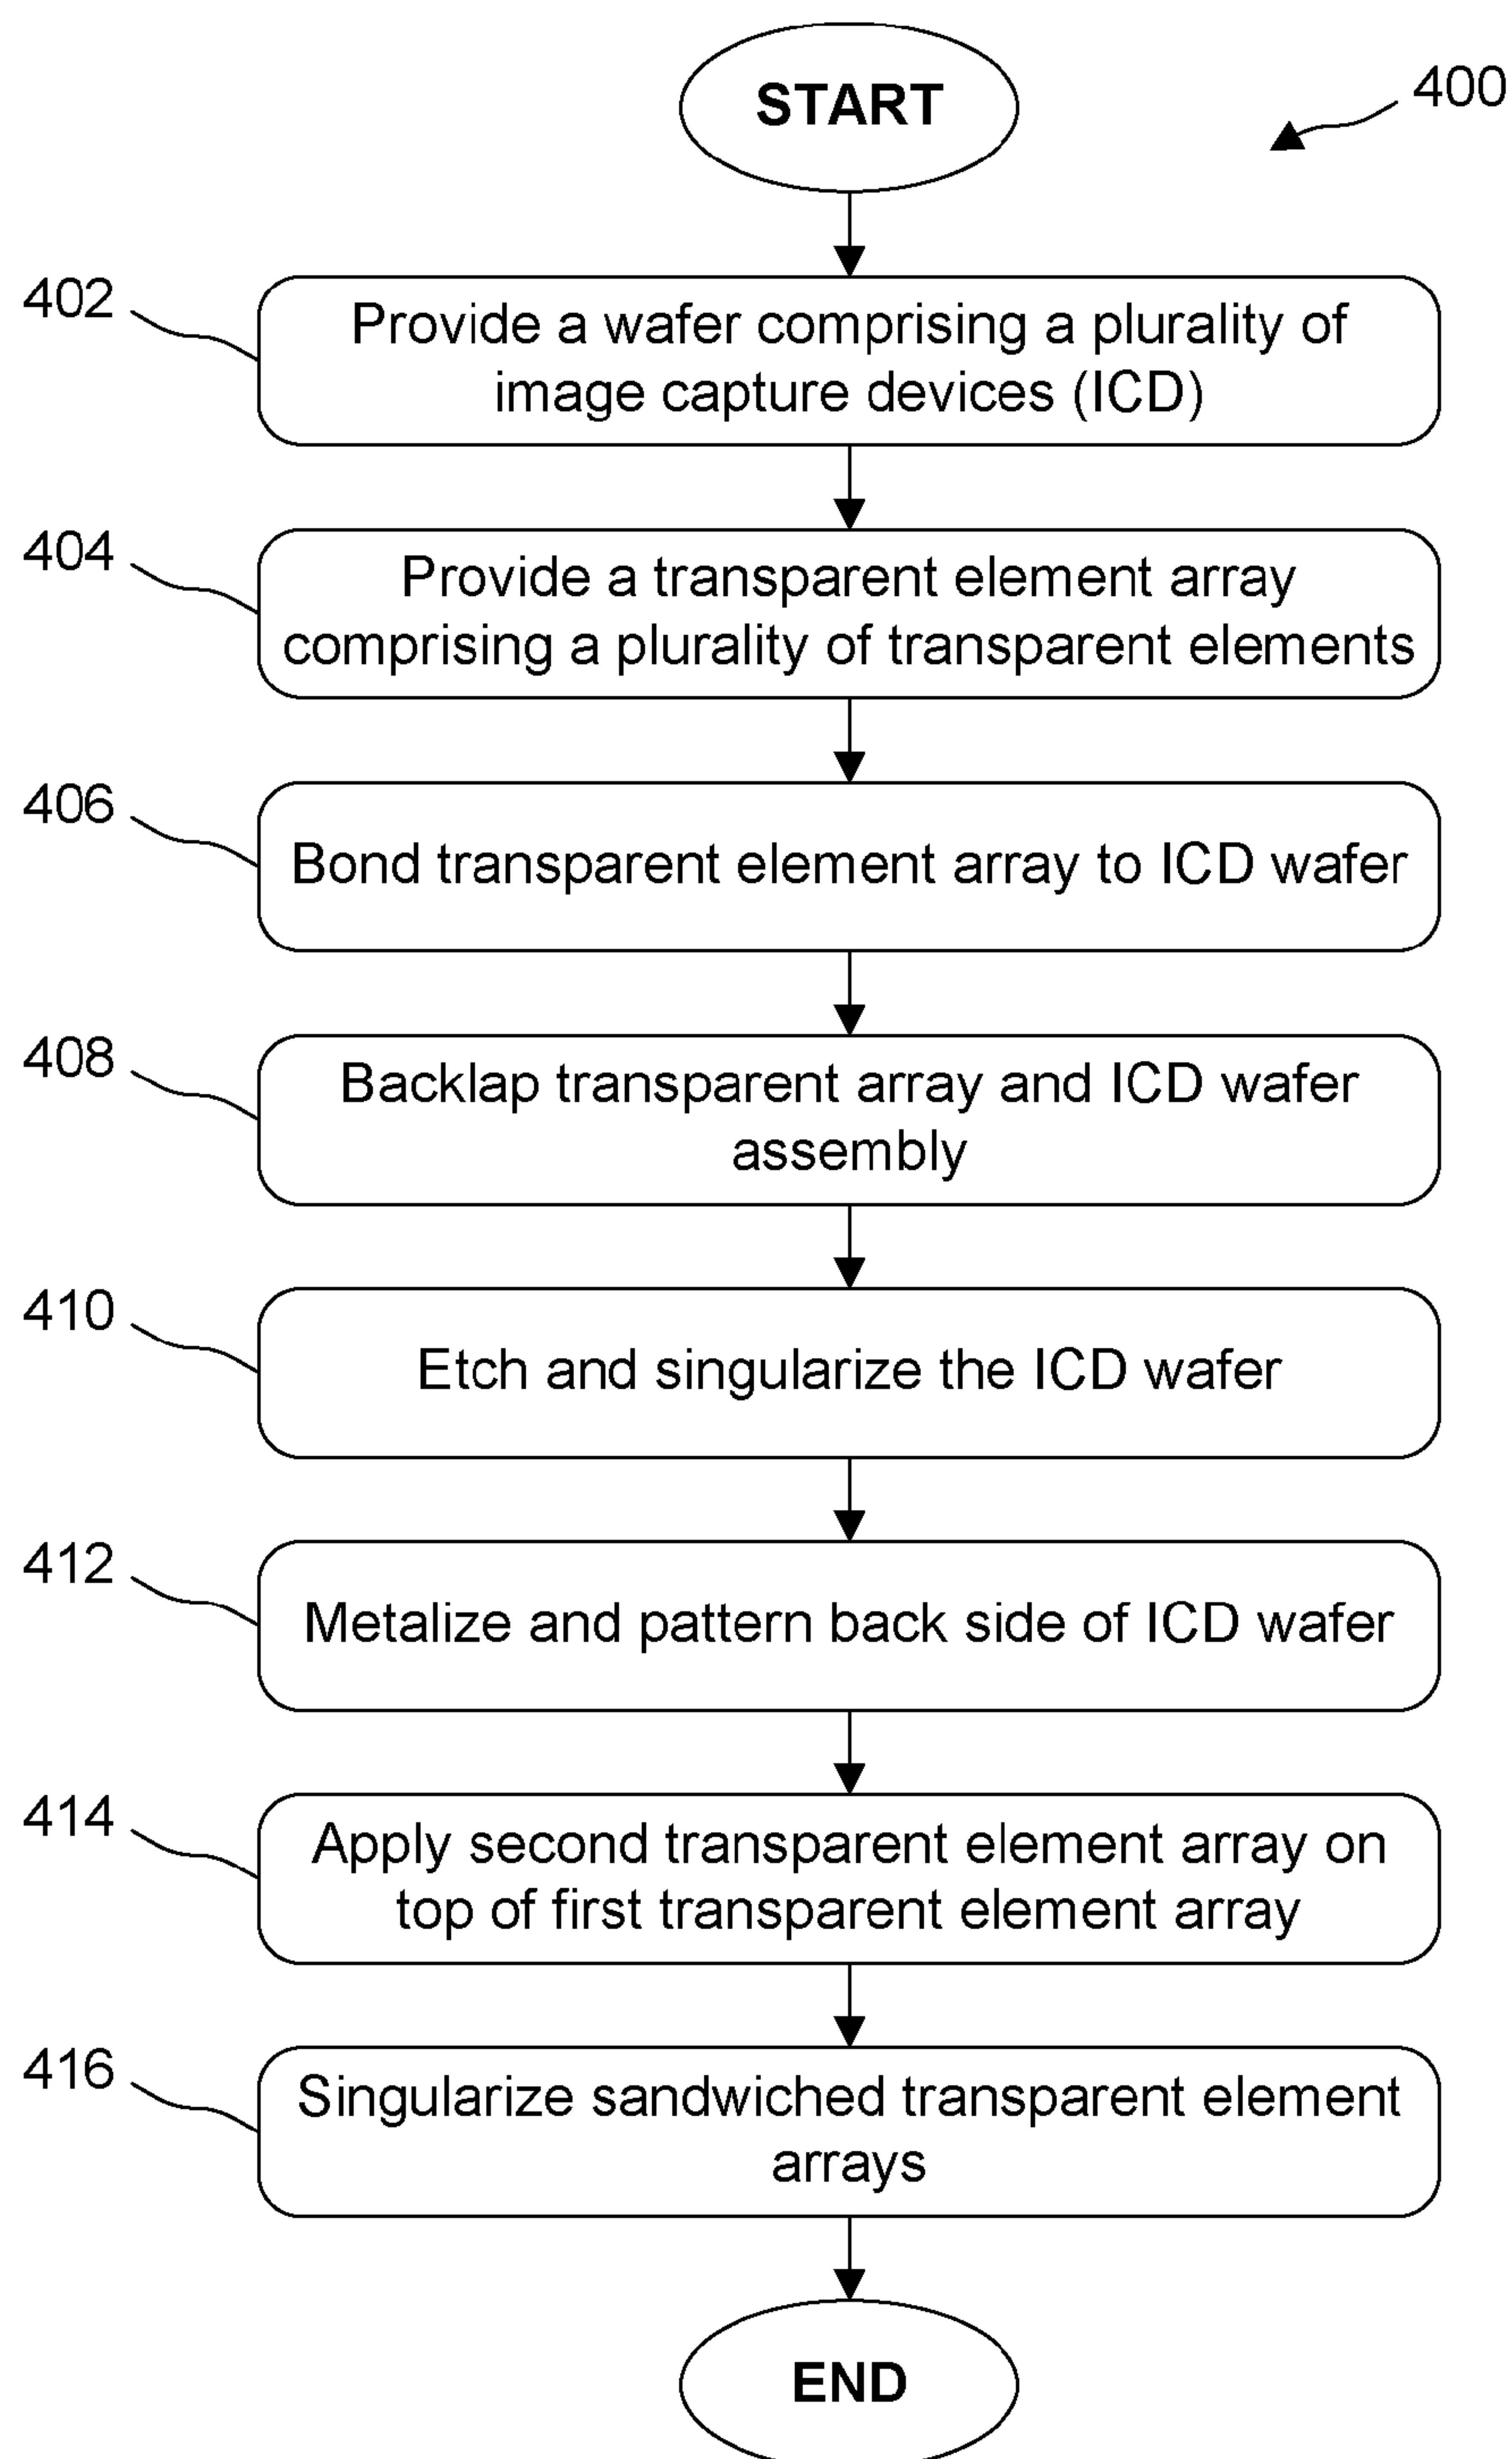 START
400
402
Provide a wafer comprising a plurality of
image capture devices (ICD)
404
Provide a transparent element array
comprising a plurality of transparent elements
406
Bond transparent element array to ICD wafer
408
Backlap transparent array and ICD wafer
assembly
410
Etch and singularize the ICD wafer
412
Metalize and pattern back side of ICD wafer
414
Apply second transparent element array on
top of first transparent element array
416
Singularize sandwiched transparent element
arrays
END